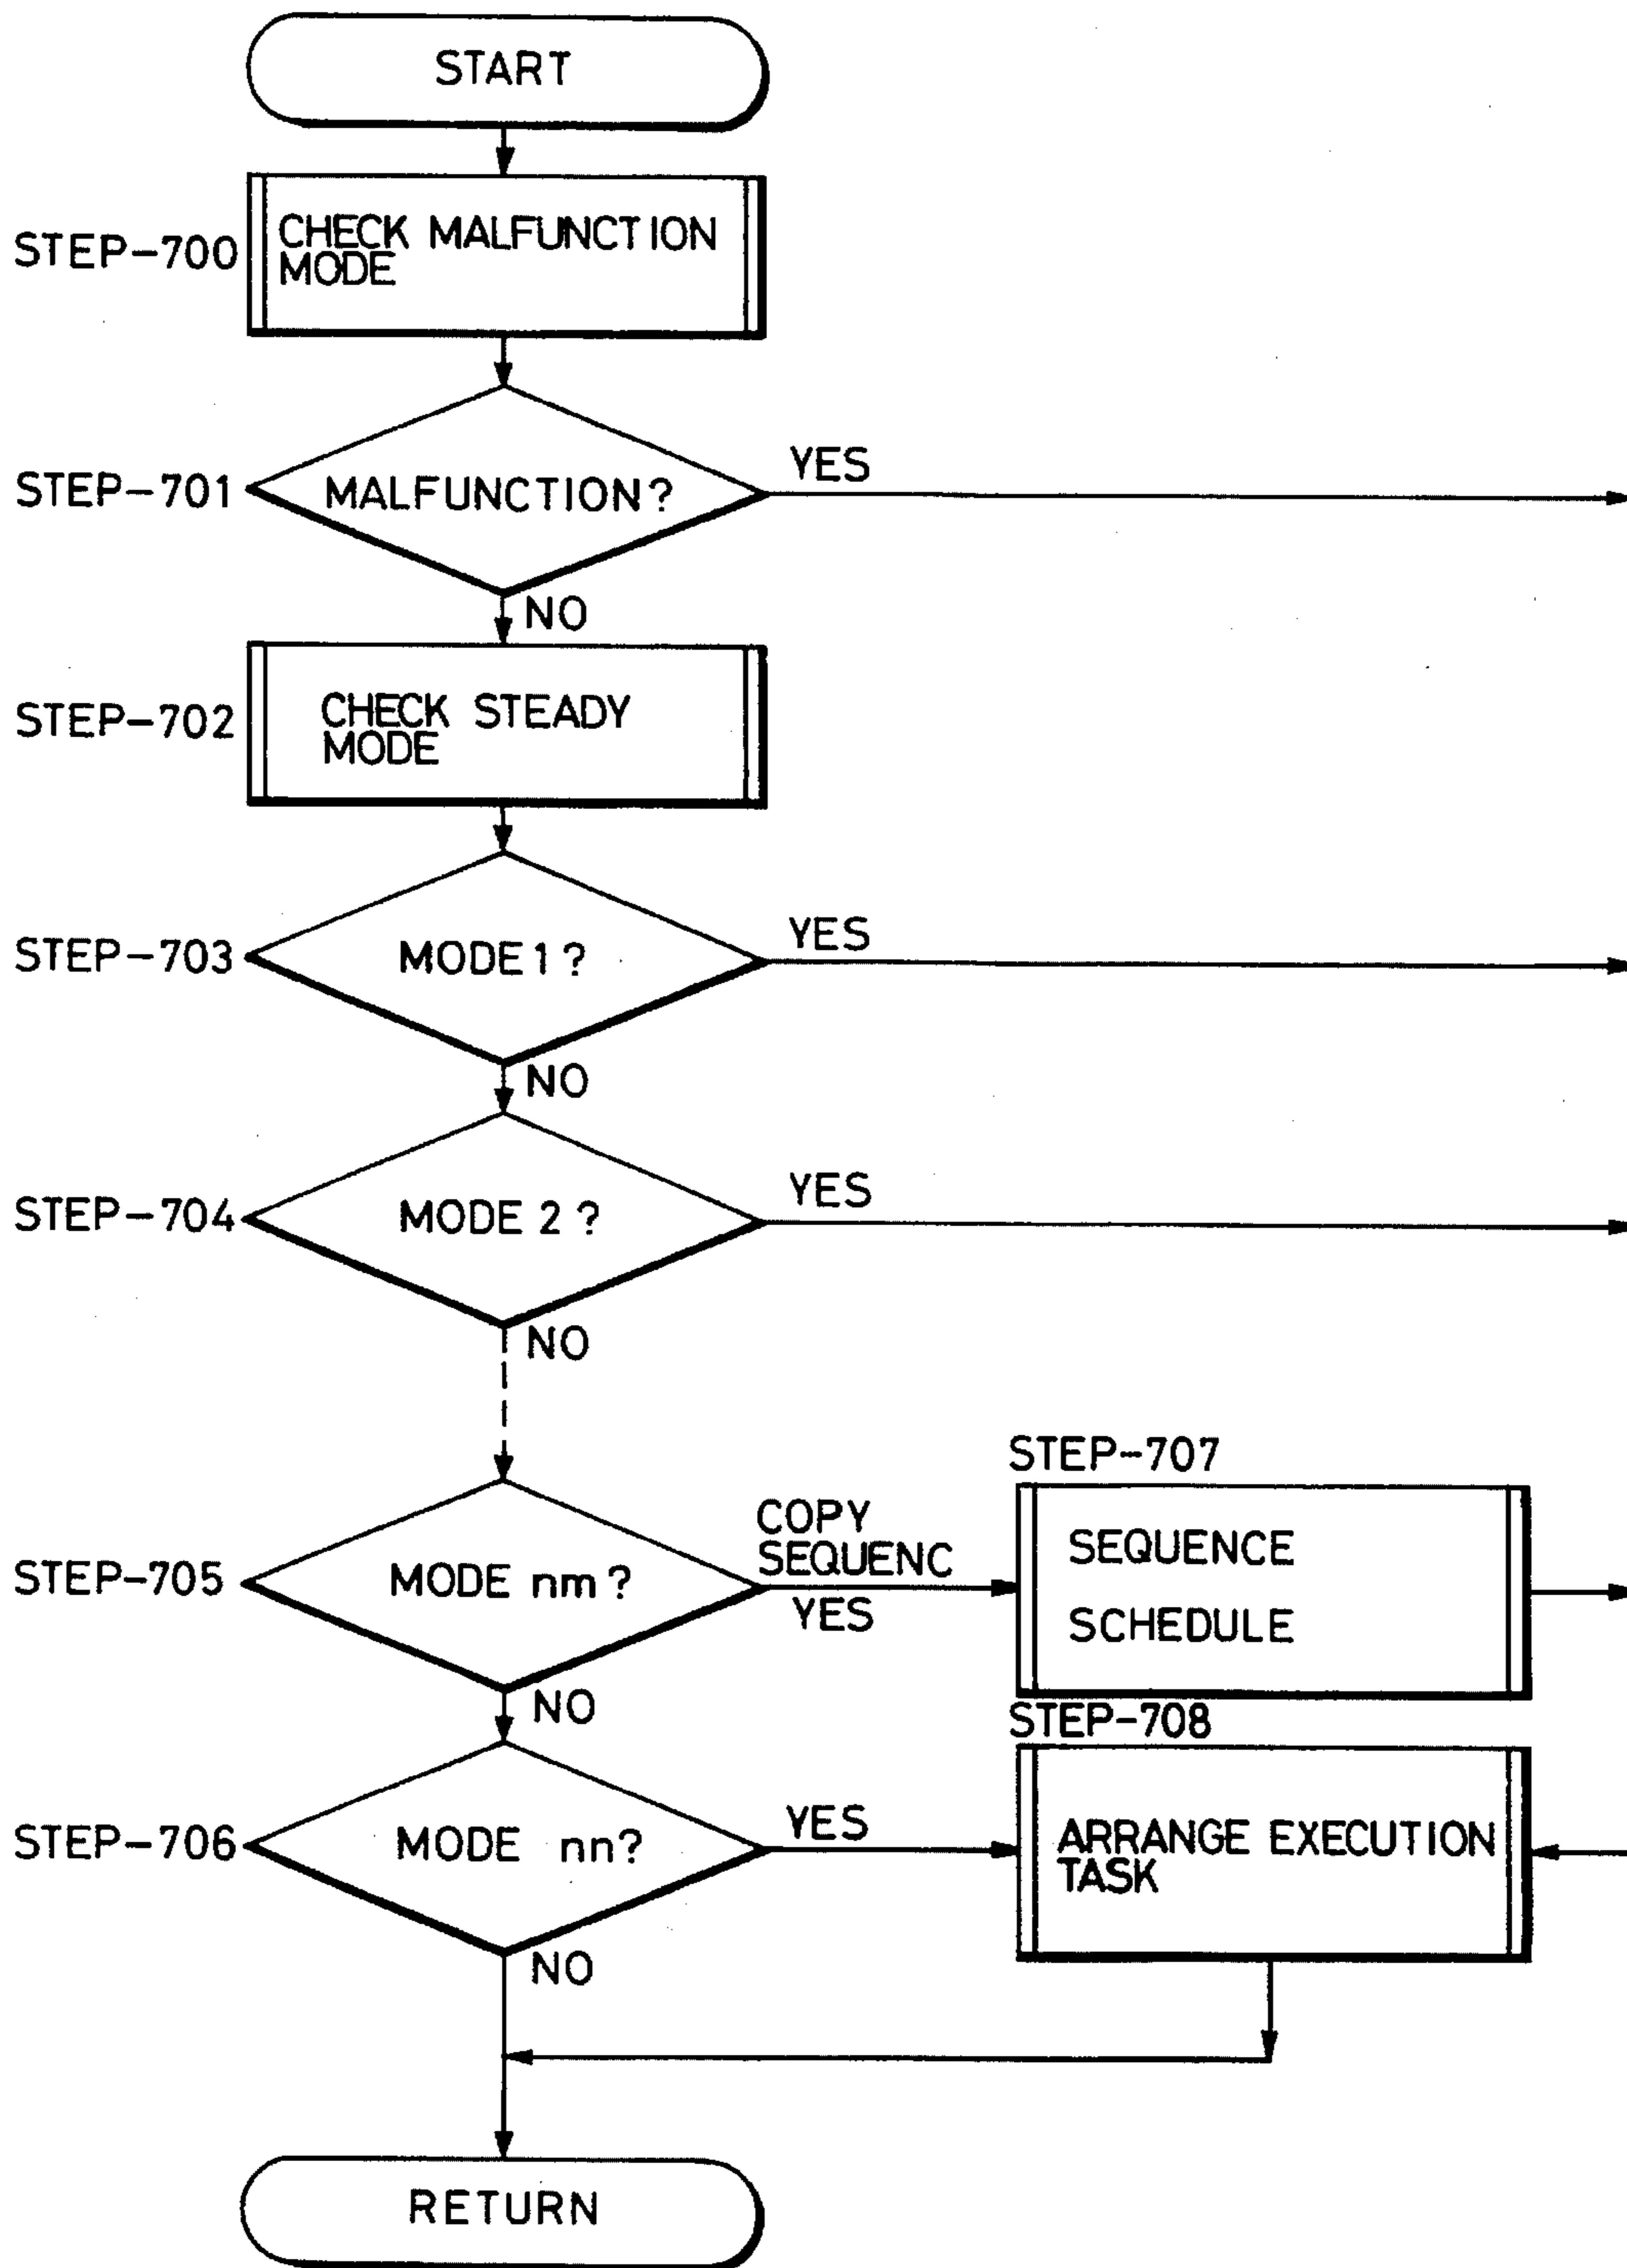 START
STEP-700
CHECK MALFUNCTION
MODE
STEP-701
MALFUNCTION?
YES
NO
STEP-702
CHECK STEADY
MODE
STEP-703
MODE 1?
YES
NO
STEP-704
MODE 2?
YES
NO
STEP-705
MODE nm?
COPY
SEQUENC
YES
NO
STEP-707
SEQUENCE
SCHEDULE
STEP-706
MODE nn?
YES
NO
STEP-708
ARRANGE EXECUTION
TASK
RETURN